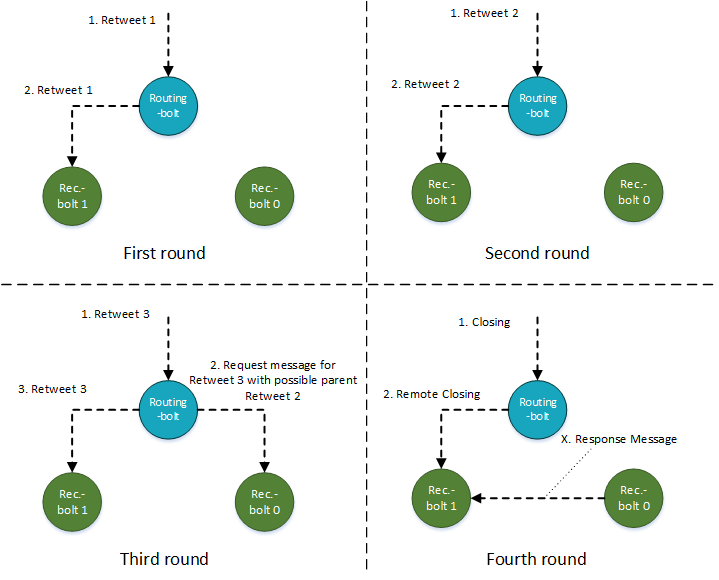 1. Retweet 1
2. Retweet 1
Routing
-bolt
Rec.-
bolt 1
Rec.-
bolt 0
First round
1. Retweet 2
2. Retweet 2
Routing
-bolt
Rec.-
bolt 1
Rec.-
bolt 0
Second round
1. Retweet 3
2. Request message for
Retweet 3 with possible parent
Retweet 2
3. Retweet 3
Routing
-bolt
Rec.-
bolt 1
Rec.-
bolt 0
Third round
1. Closing
2. Remote Closing
Routing
-bolt
X. Response Message
Rec.-
bolt 1
Rec.-
bolt 0
Fourth round